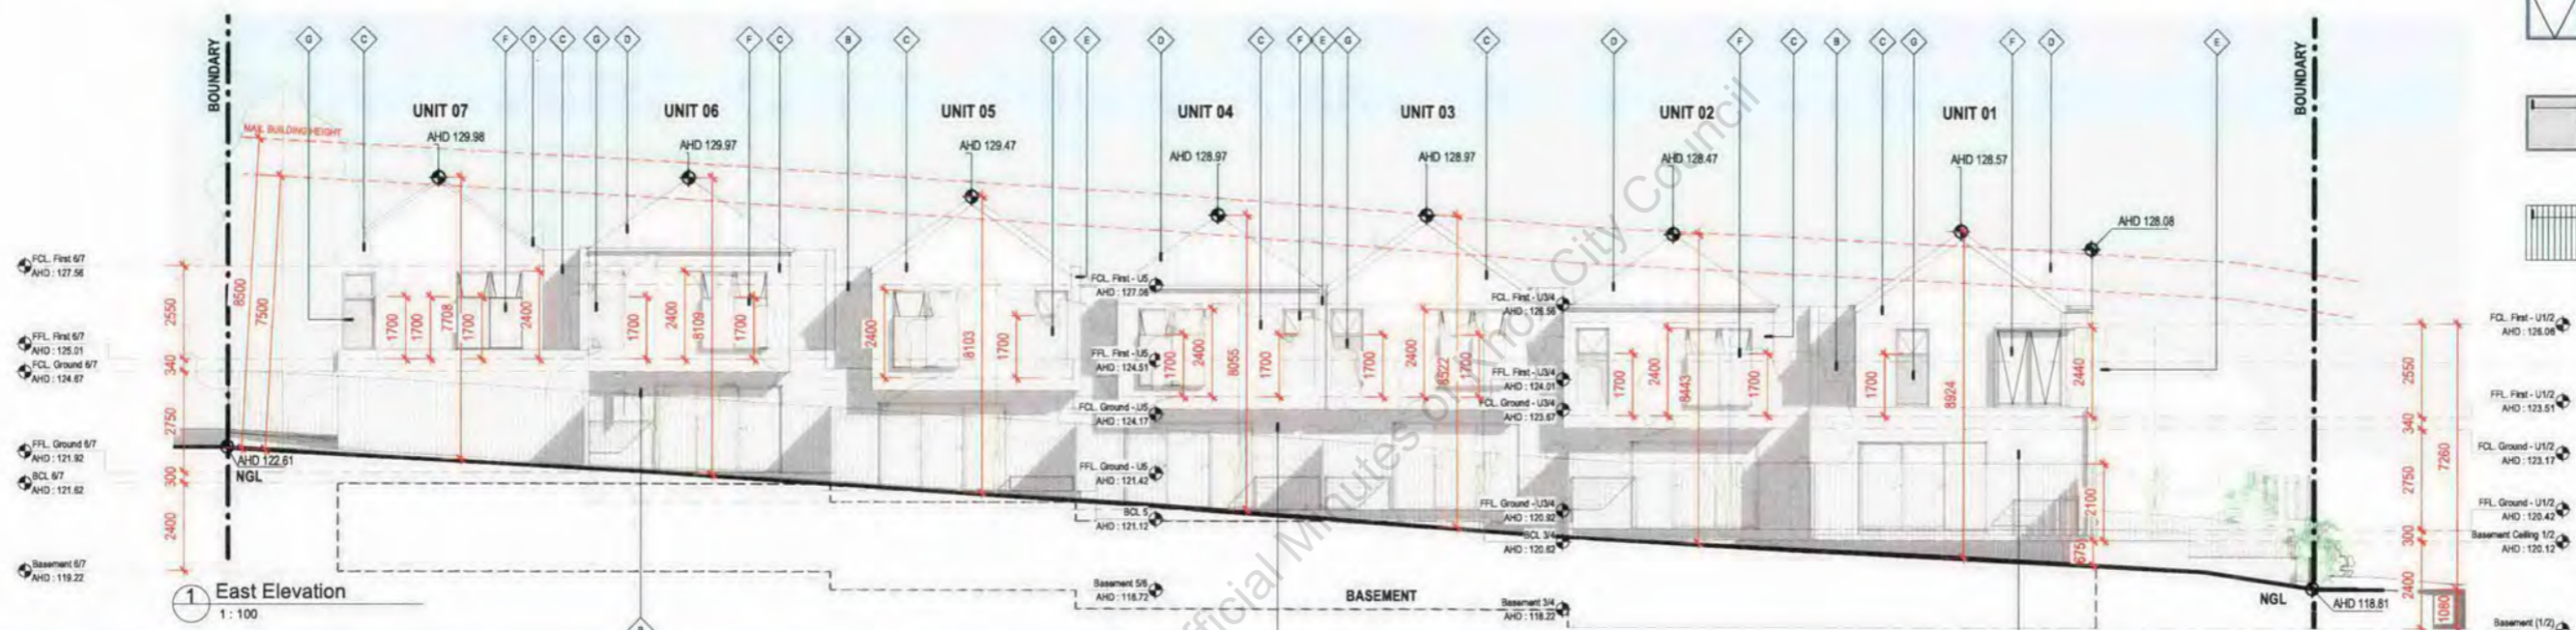 G C F D C G D F C B C G E D C F E G C D F C B C G F D E
BOUNDARY
BOUNDARY
UNIT 07
UNIT 06
UNIT 05
UNIT 04
UNIT 03
UNIT 02
UNIT 01
MAX. BUILDING HEIGHT
AHD 129.98
AHD 129.97
AHD 129.47
AHD 128.97
AHD 128.97
AHD 128.47
AHD 128.57
AHD 128.08
FCL. First 6/7
AHD : 127.56
FFL. First 6/7
AHD : 125.01
FCL. Ground 6/7
AHD : 124.67
FFL. Ground 6/7
AHD : 121.92
BCL 6/7
AHD : 121.62
Basement 6/7
AHD : 119.22
2550
340
2750
300
2400
8500
7500
1700
1700
7708
1700
2400
1700
2400
8109
1700
2400
8103
1700
FCL. First - U5
AHD : 127.06
FFL. First - U5
AHD : 124.51
FCL. Ground - U5
AHD : 124.17
FFL. Ground - U5
AHD : 121.42
BCL 5
AHD : 121.12
Basement 5/6
AHD : 118.72
1700
2400
8055
1700
1700
2400
8522
1700
FCL. First - U3/4
AHD : 126.56
FFL. First - U3/4
AHD : 124.01
FCL. Ground - U3/4
AHD : 123.67
FFL. Ground - U3/4
AHD : 120.92
BCL 3/4
AHD : 120.62
Basement 3/4
AHD : 118.22
1700
2400
8443
1700
1700
8924
2440
2100
675
2550
340
2750
300
2400
7260
1080
FCL. First - U1/2
AHD : 126.06
FFL. First - U1/2
AHD : 123.51
FCL. Ground - U1/2
AHD : 123.17
FFL. Ground - U1/2
AHD : 120.42
Basement Ceiling 1/2
AHD : 120.12
Basement (1/2)
AHD 122.61
NGL
BASEMENT
NGL
AHD 118.81
1 East Elevation
1 : 100
Official Minutes of Knox City Council